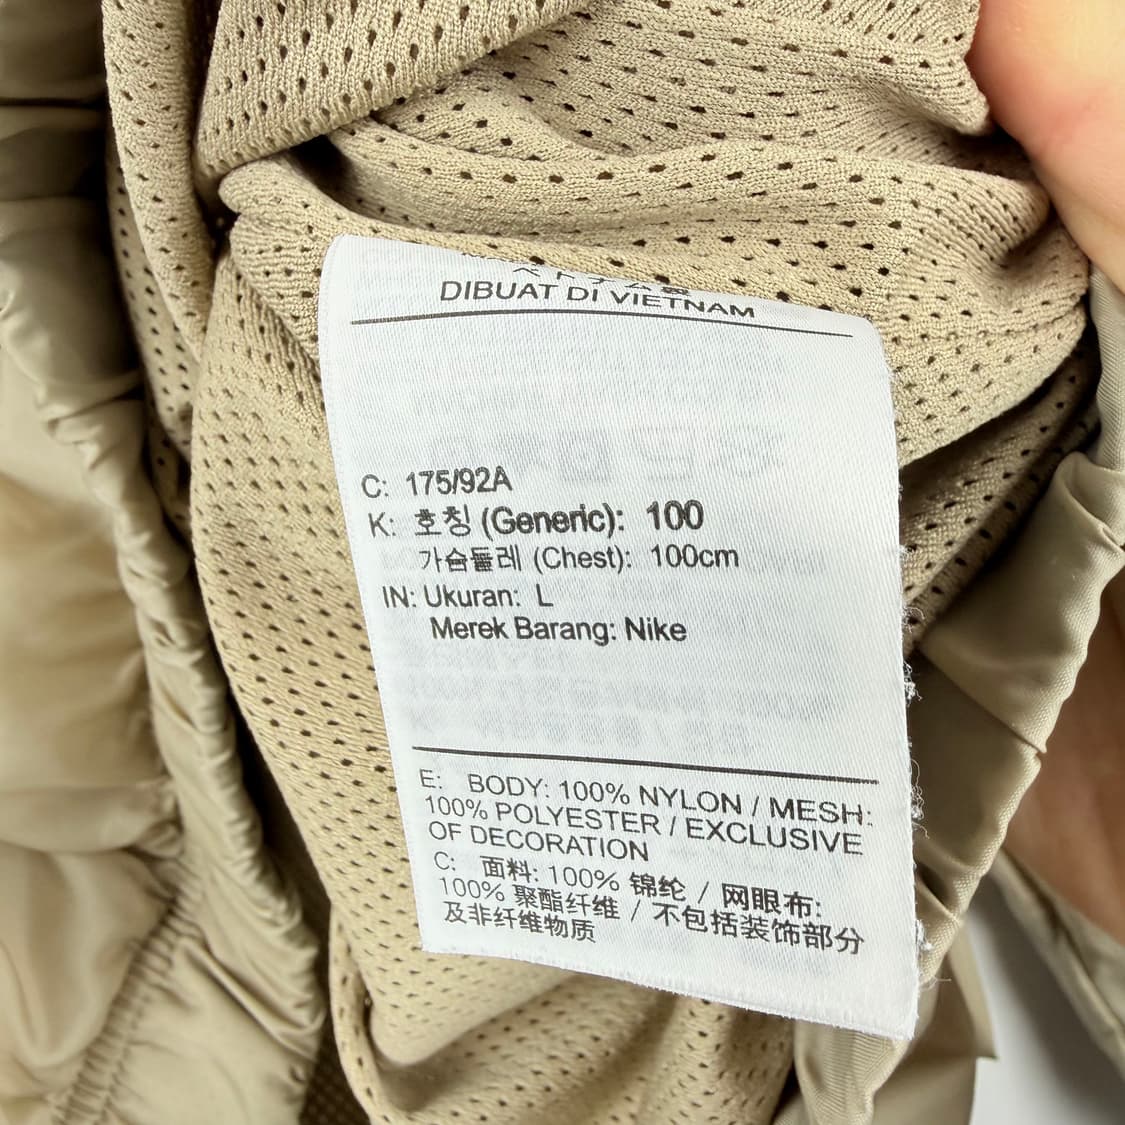 DIBUAT DI VIETNAM
C: 175/92A
K: 호칭 (Generic): 100
가슴둘레 (Chest): 100cm
IN: Ukuran: L
Merek Barang: Nike
E: BODY: 100% NYLON / MESH:
100% POLYESTER / EXCLUSIVE
OF DECORATION
C: 面料: 100% 锦纶 / 网眼布:
100% 聚酯纤维 / 不包括装饰部分
及非纤维物质